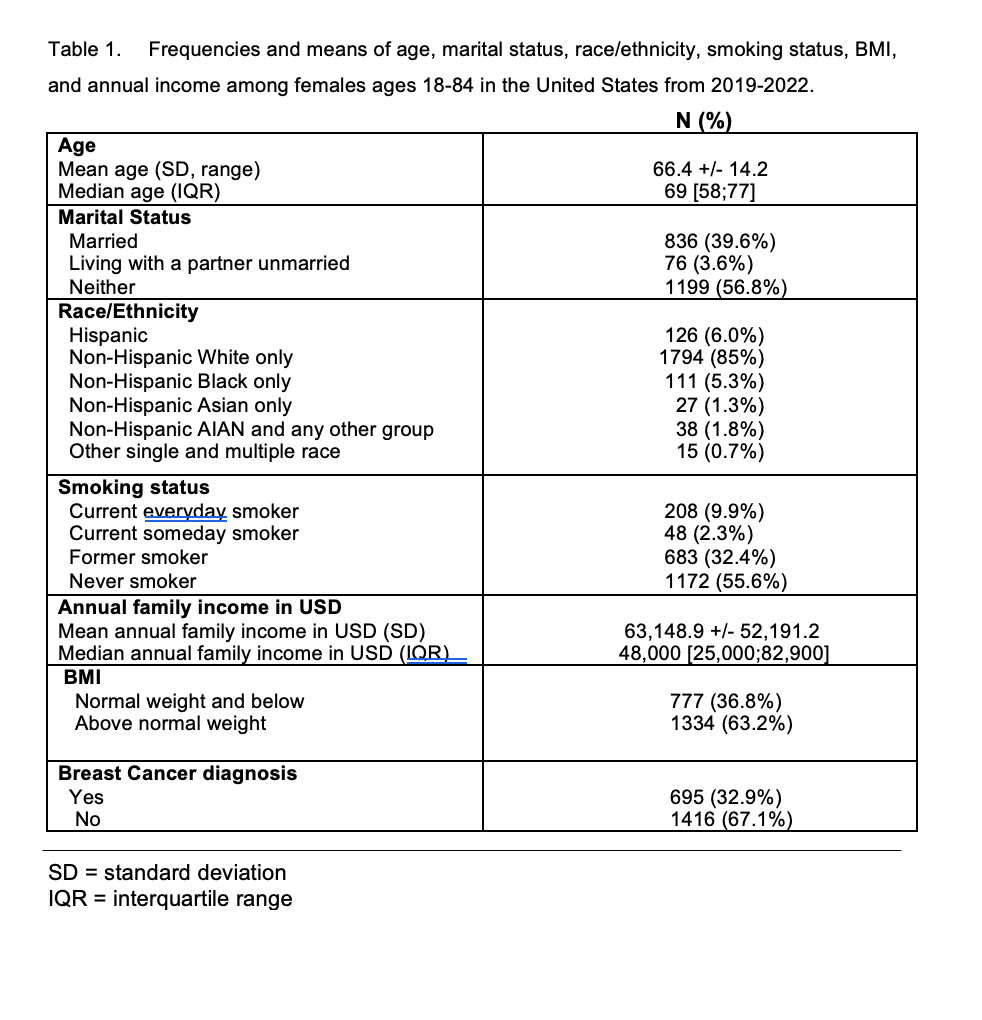 Table 1. Frequencies and means of age, marital status, race/ethnicity, smoking status, BMI,
and annual income among females ages 18-84 in the United States from 2019-2022.
N (%)
Age
Mean age (SD, range) 66.4 +/- 14.2
Median age (IQR) 69 [58;77]
Marital Status
Married 836 (39.6%)
Living with a partner unmarried 76 (3.6%)
Neither 1199 (56.8%)
Race/Ethnicity
Hispanic 126 (6.0%)
Non-Hispanic White only 1794 (85%)
Non-Hispanic Black only 111 (5.3%)
Non-Hispanic Asian only 27 (1.3%)
Non-Hispanic AIAN and any other group 38 (1.8%)
Other single and multiple race 15 (0.7%)
Smoking status
Current everyday smoker 208 (9.9%)
Current someday smoker 48 (2.3%)
Former smoker 683 (32.4%)
Never smoker 1172 (55.6%)
Annual family income in USD
Mean annual family income in USD (SD) 63,148.9 +/- 52,191.2
Median annual family income in USD (IQR) 48,000 [25,000;82,900]
BMI
Normal weight and below 777 (36.8%)
Above normal weight 1334 (63.2%)
Breast Cancer diagnosis
Yes 695 (32.9%)
No 1416 (67.1%)
SD = standard deviation
IQR = interquartile range